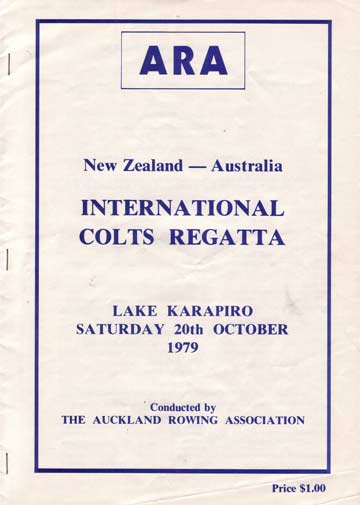 ARA
New Zealand — Australia
INTERNATIONAL
COLTS REGATTA
LAKE KARAPIRO
SATURDAY 20th OCTOBER
1979
Conducted by
THE AUCKLAND ROWING ASSOCIATION
Price $1.00